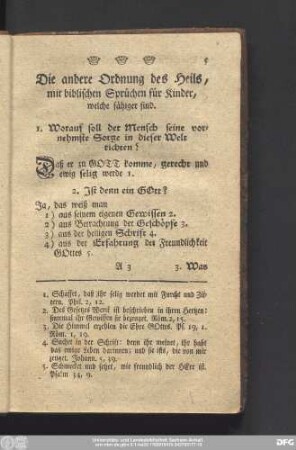 5
Die andere Ordnung des Heils,
mit biblischen Sprüchen für Kinder,
welche fähiger sind.
1. Worauf soll der Mensch seine vor-
nehmste Sorge in dieser Welt
richten?
Daß er zu GOTT komme, gerecht und
ewig selig werde 1.
2. Ist denn ein GOtt?
Ja, das weiß man
1) aus seinem eigenen Gewissen 2.
2) aus Betrachtung der Geschöpfe 3.
3) aus der heiligen Schrift 4.
4) aus der Erfahrung der Freundlichkeit
GOttes 5.
A 3 3. Was
1. Schaffet, daß ihr selig werdet mit Furcht und Zit-
tern. Phil. 2, 12.
2. Des Gesetzes Werk ist beschrieben in ihren Hertzen:
sintemal ihr Gewissen sie bezeuget. Röm. 2, 15.
3. Die Himmel erzehlen die Ehre GOttes. Ps. 19, 1.
Röm. 1, 19.
4. Suchet in der Schrift: denn ihr meinet, ihr habt
das ewige Leben darinnen; und sie ists, die von mir
zeuget. Johann. 5, 39.
5. Schmecket und sehet, wie freundlich der HErr ist.
Psalm 34, 9.